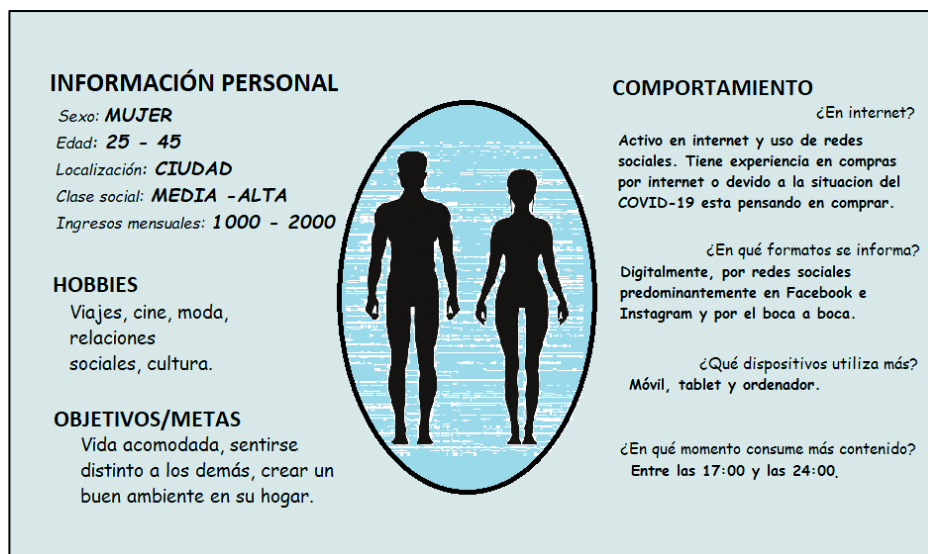 INFORMACIÓN PERSONAL
Sexo: MUJER
Edad: 25 - 45
Localización: CIUDAD
Clase social: MEDIA -ALTA
Ingresos mensuales: 1000 - 2000
HOBBIES
Viajes, cine, moda,
relaciones
sociales, cultura.
OBJETIVOS/METAS
Vida acomodada, sentirse
distinto a los demás, crear un
buen ambiente en su hogar.
COMPORTAMIENTO
¿En internet?
Activo en internet y uso de redes
sociales. Tiene experiencia en compras
por internet o devido a la situacion del
COVID-19 esta pensando en comprar.
¿En qué formatos se informa?
Digitalmente, por redes sociales
predominantemente en Facebook e
Instagram y por el boca a boca.
¿Qué dispositivos utiliza más?
Móvil, tablet y ordenador.
¿En qué momento consume más contenido?
Entre las 17:00 y las 24:00.